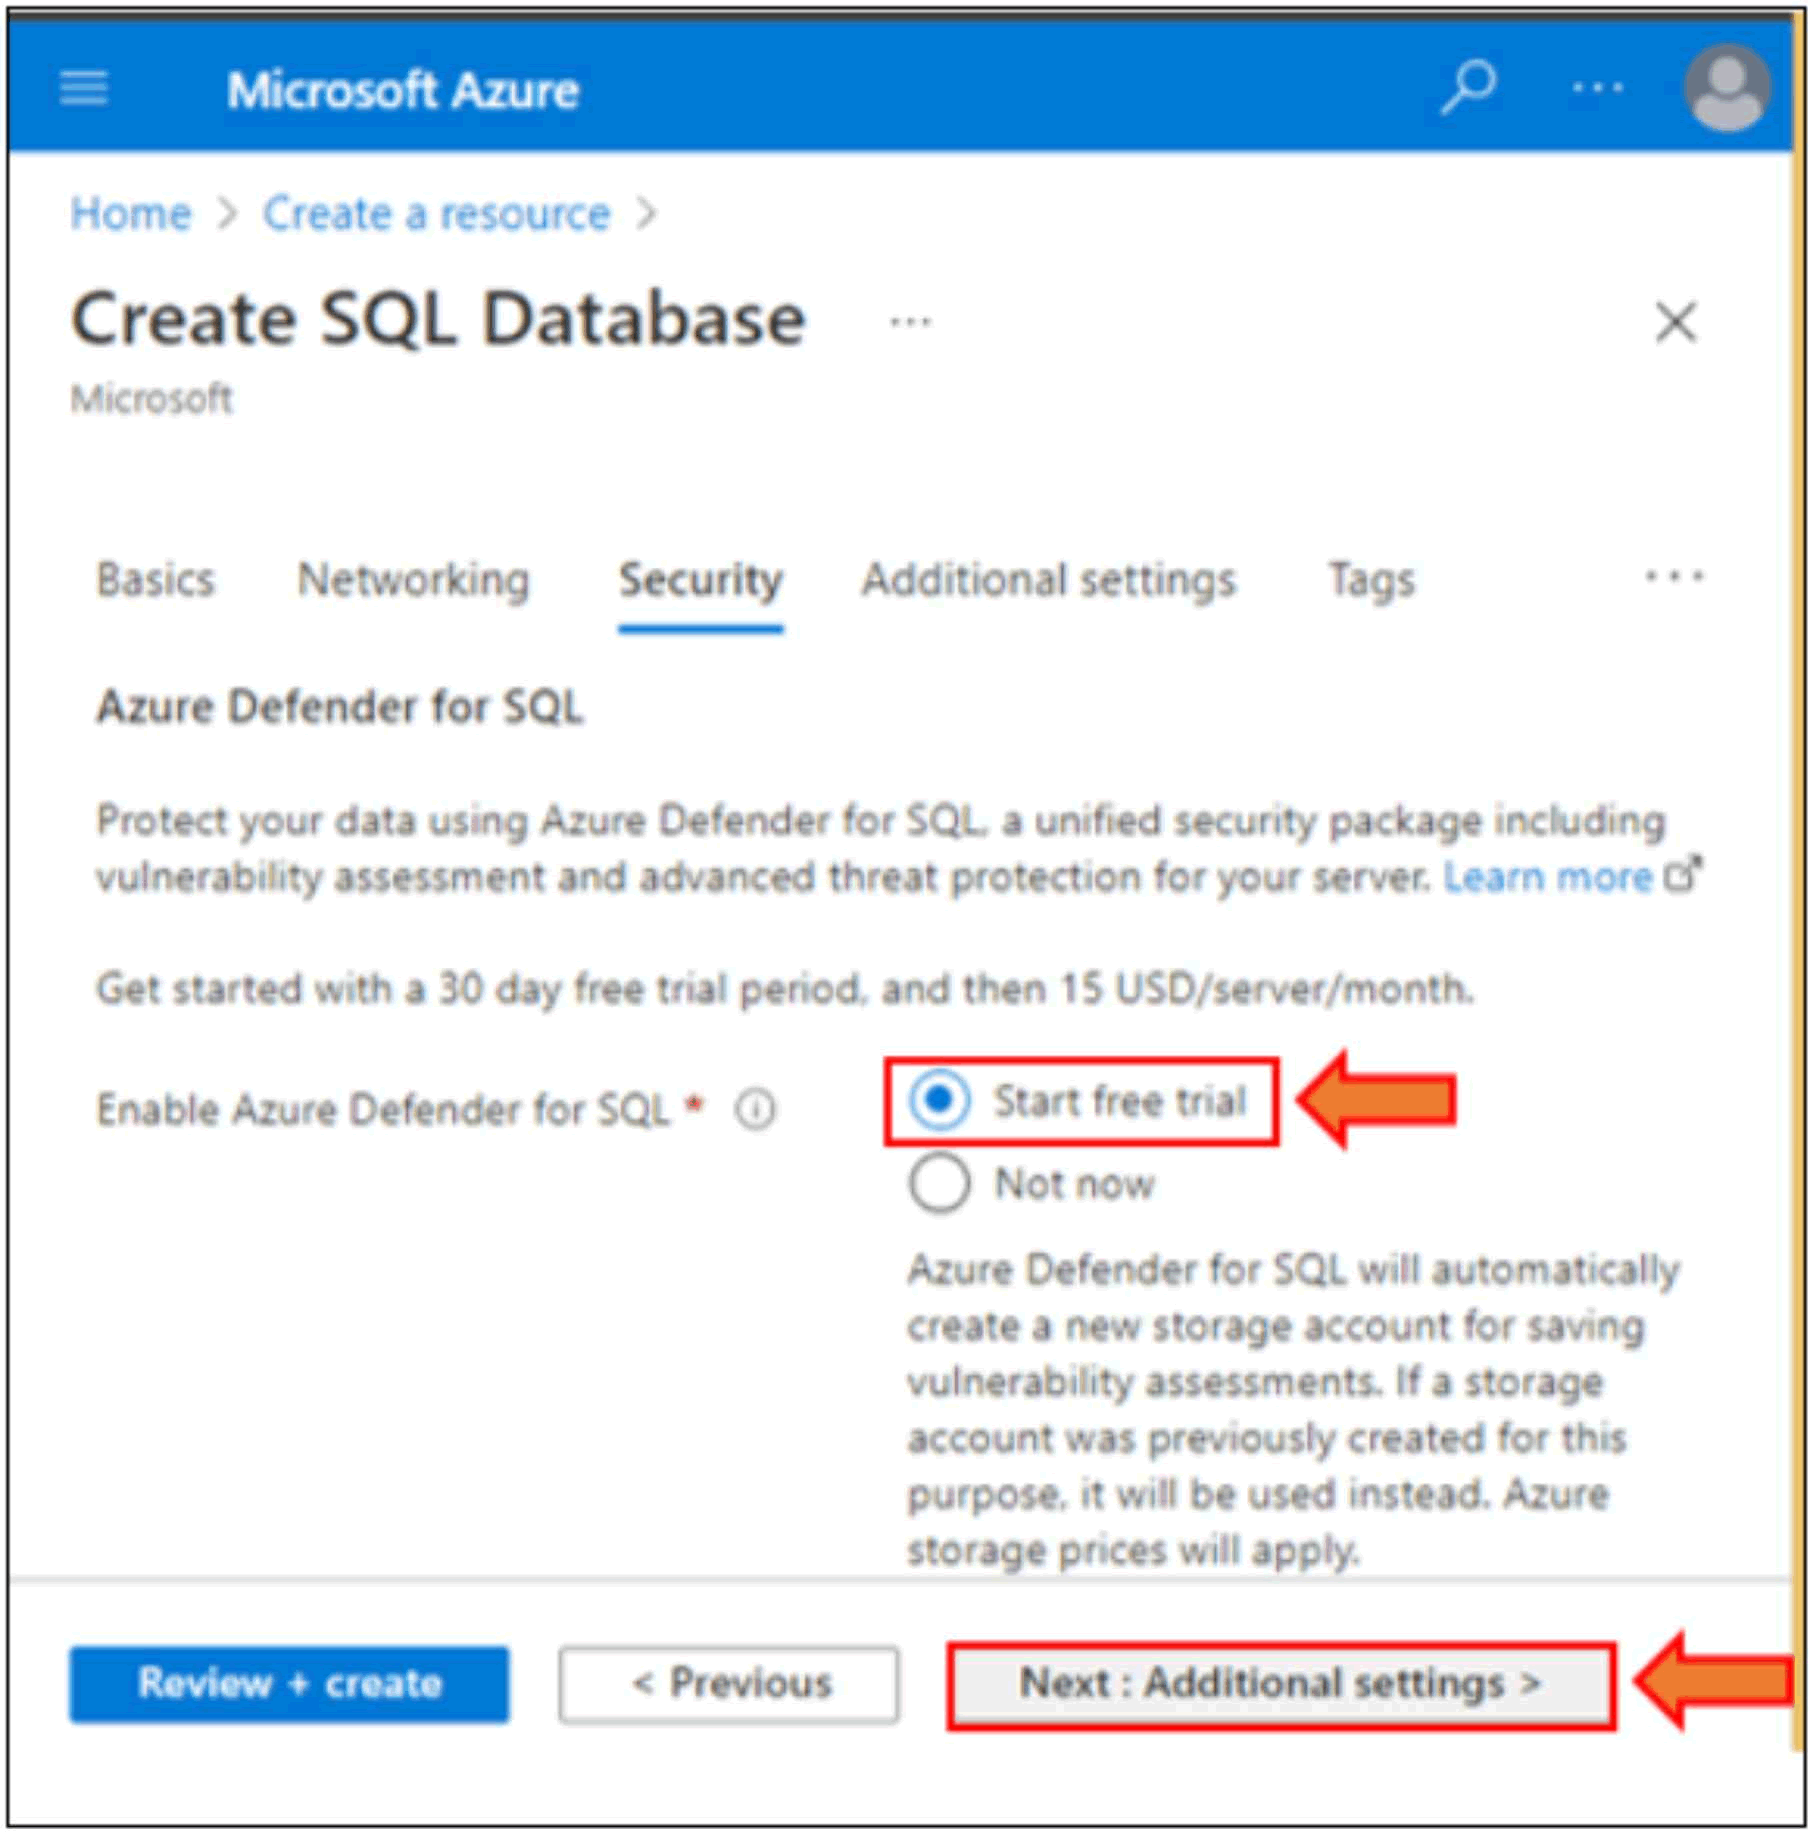 Microsoft Azure
Home > Create a resource >
Create SQL Database ...
Microsoft
Basics Networking Security Additional settings Tags ...
Azure Defender for SQL
Protect your data using Azure Defender for SQL, a unified security package including
vulnerability assessment and advanced threat protection for your server. Learn more
Get started with a 30 day free trial period, and then 15 USD/server/month.
Enable Azure Defender for SQL *
Start free trial
Not now
Azure Defender for SQL will automatically
create a new storage account for saving
vulnerability assessments. If a storage
account was previously created for this
purpose, it will be used instead. Azure
storage prices will apply.
Review + create
< Previous
Next : Additional settings >